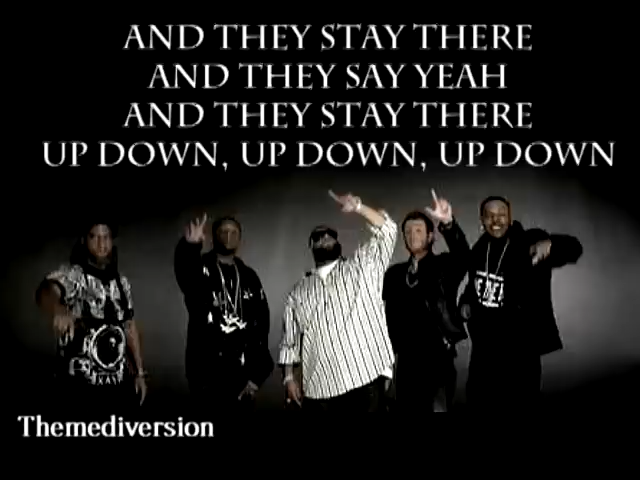 AND THEY STAY THERE
AND THEY SAY YEAH
AND THEY STAY THERE
UP DOWN, UP DOWN, UP DOWN
Themediversion